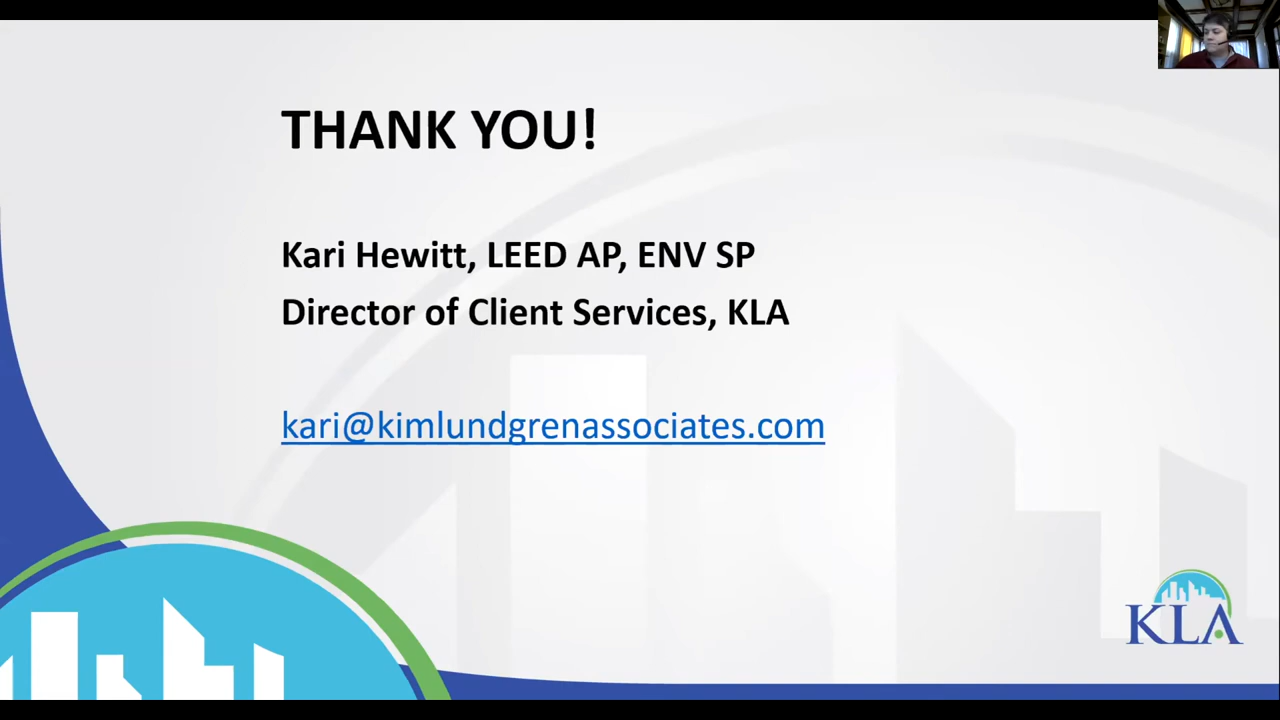 THANK YOU!
Kari Hewitt, LEED AP, ENV SP
Director of Client Services, KLA
kari@kimlundgrenassociates.com
KLA